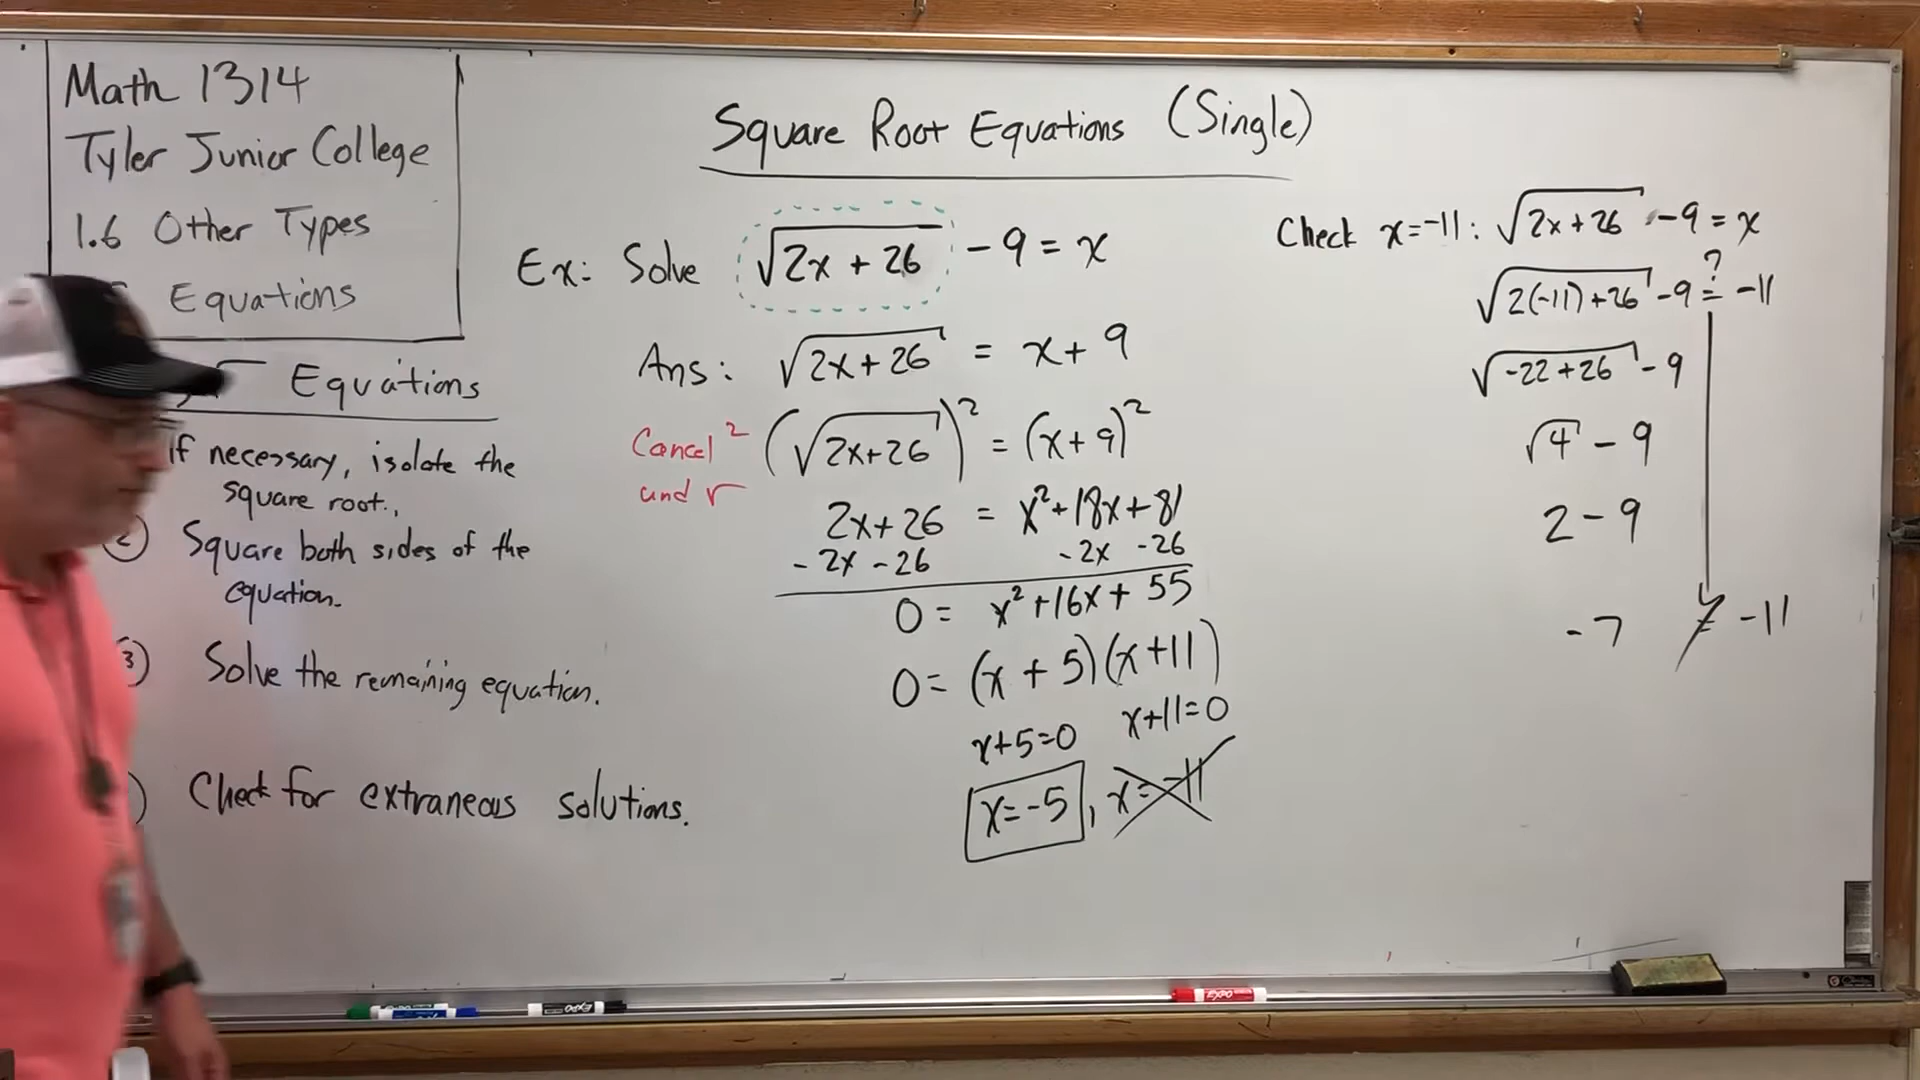 Math 1314
Tyler Junior College
1.6 Other Types
Equations
√ Equations
If necessary, isolate the
square root.
② Square both sides of the
equation.
③ Solve the remaining equation.
Check for extraneous solutions.
Square Root Equations (Single)
Ex: Solve √(2x + 26) - 9 = x
Ans: √(2x+26) = x + 9
Cancel ² (√(2x+26))² = (x+9)²
and √
2x+26 = x²+18x+81
- 2x - 26 - 2x - 26
0 = x²+16x+55
0 = (x + 5)(x+11)
x+5=0 x+11=0
x=-5, x=-11
Check x=-11: √(2x+26) -9 = x
√(2(-11)+26) -9 ≟ -11
√(-22+26) - 9
√4 - 9
2 - 9
-7 ≠ -11
EXPO
EXPO